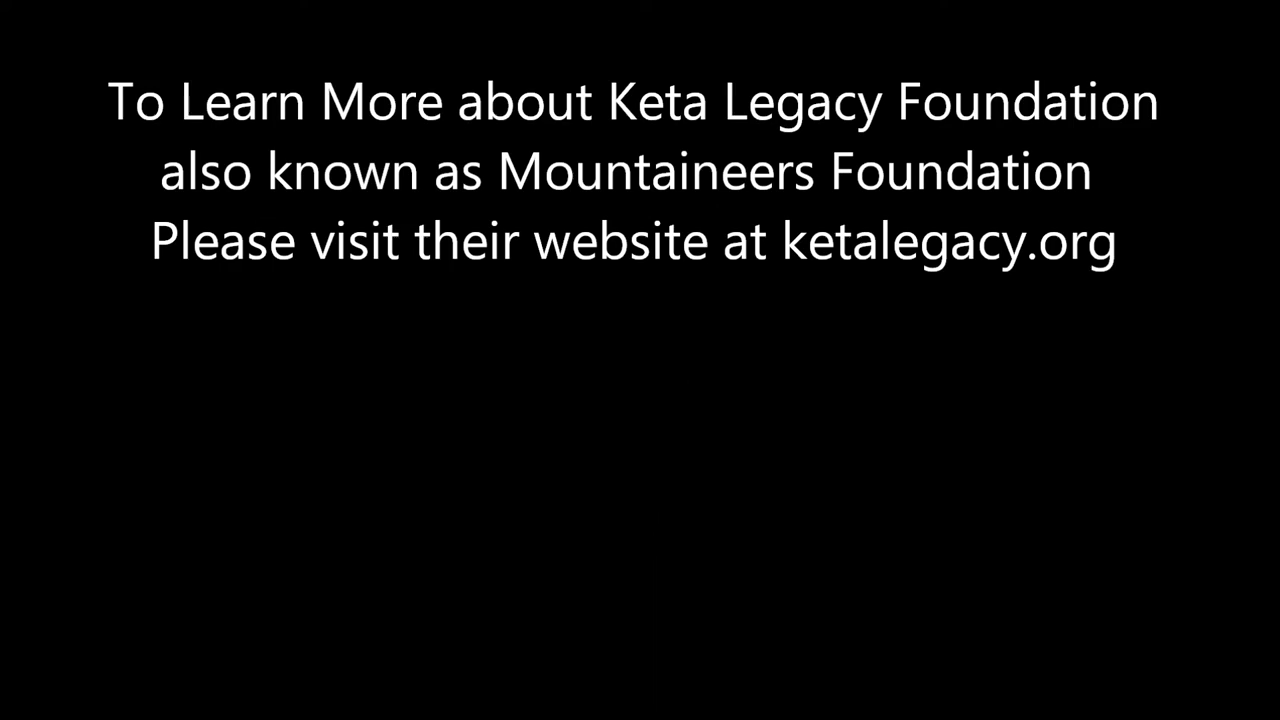 To Learn More about Keta Legacy Foundation
also known as Mountaineers Foundation
Please visit their website at ketalegacy.org